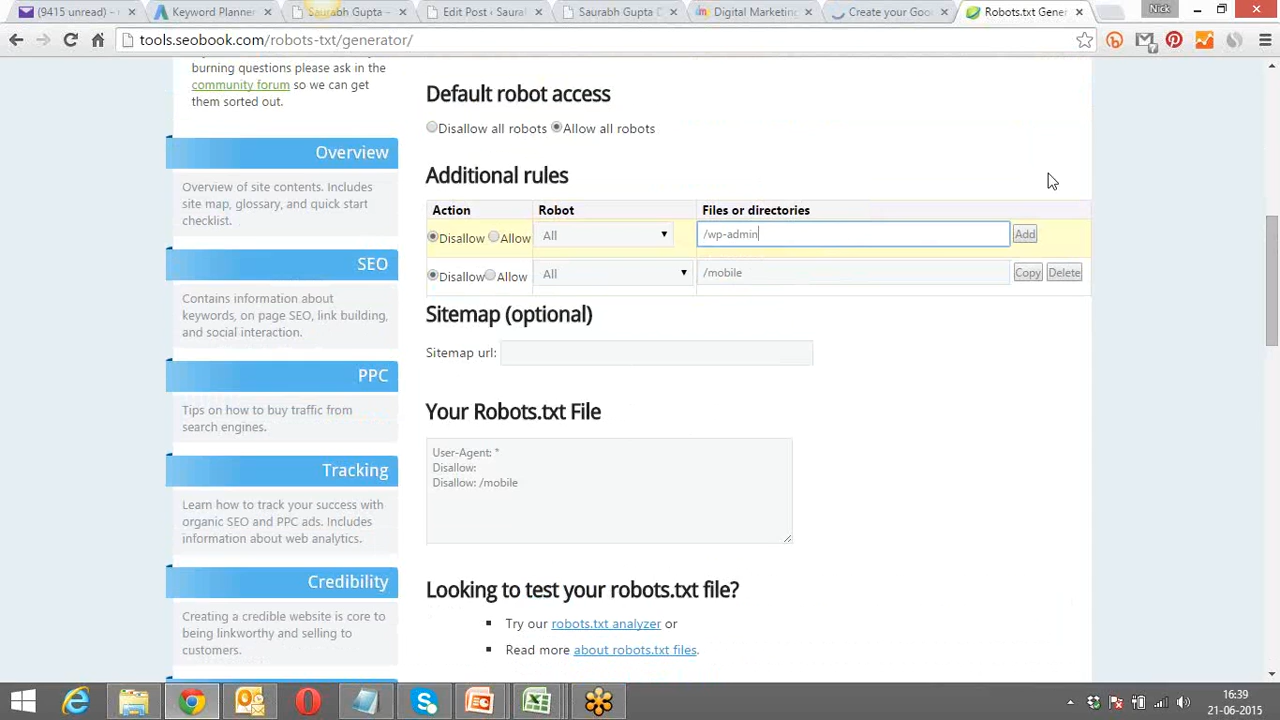 (9415 unread) -
Keyword Planner
Saurabh Gupta –
Edit Post ‹ Saura
Saurabh Gupta D
Digital Marketing
Create your Goo
Robots.txt Gener
Nick
tools.seobook.com/robots-txt/generator/
burning questions please ask in the
community forum so we can get
them sorted out.
Overview
Overview of site contents. Includes
site map, glossary, and quick start
checklist.
SEO
Contains information about
keywords, on page SEO, link building,
and social interaction.
PPC
Tips on how to buy traffic from
search engines.
Tracking
Learn how to track your success with
organic SEO and PPC ads. Includes
information about web analytics.
Credibility
Creating a credible website is core to
being linkworthy and selling to
customers.
Default robot access
Disallow all robots Allow all robots
Additional rules
Action Robot Files or directories
Disallow Allow All /wp-admin Add
Disallow Allow All /mobile Copy Delete
Sitemap (optional)
Sitemap url:
Your Robots.txt File
User-Agent: *
Disallow:
Disallow: /mobile
Looking to test your robots.txt file?
Try our robots.txt analyzer or
Read more about robots.txt files.
16:39
21-06-2015